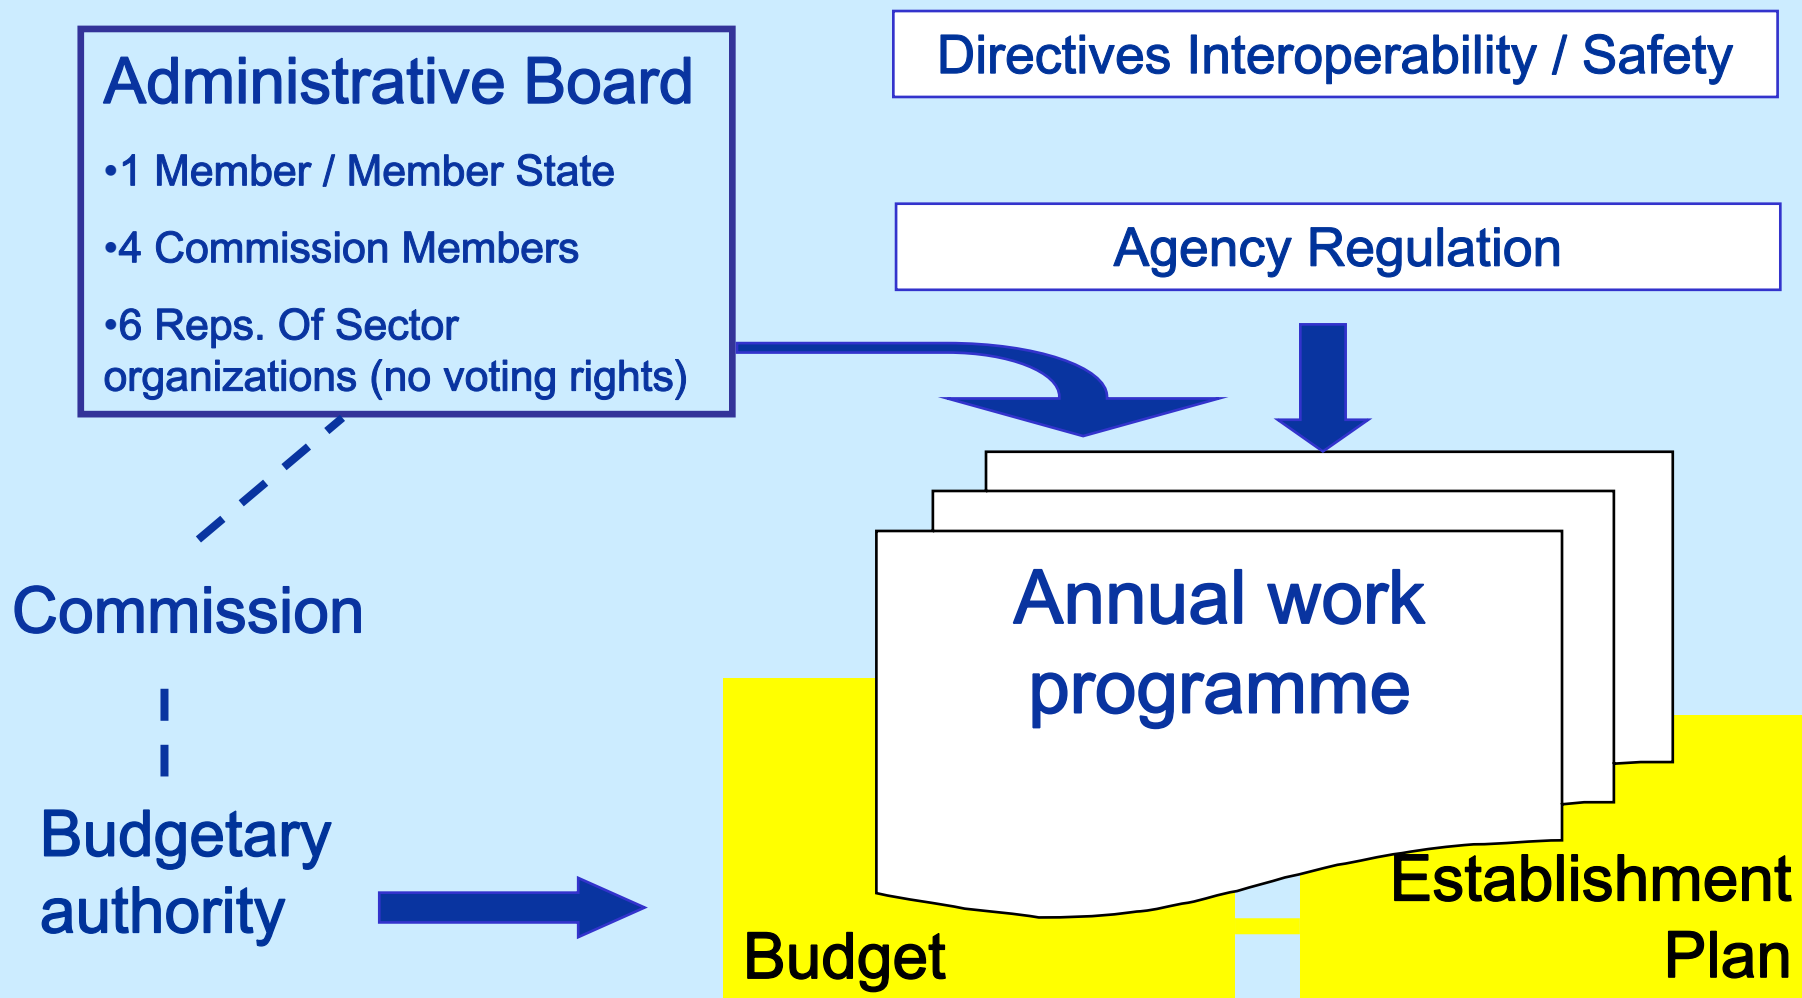 Administrative Board
•1 Member / Member State
•4 Commission Members
•6 Reps. Of Sector
organizations (no voting rights)
Directives Interoperability / Safety
Agency Regulation
Commission
Annual work
programme
Budgetary
authority
Budget
Establishment
Plan